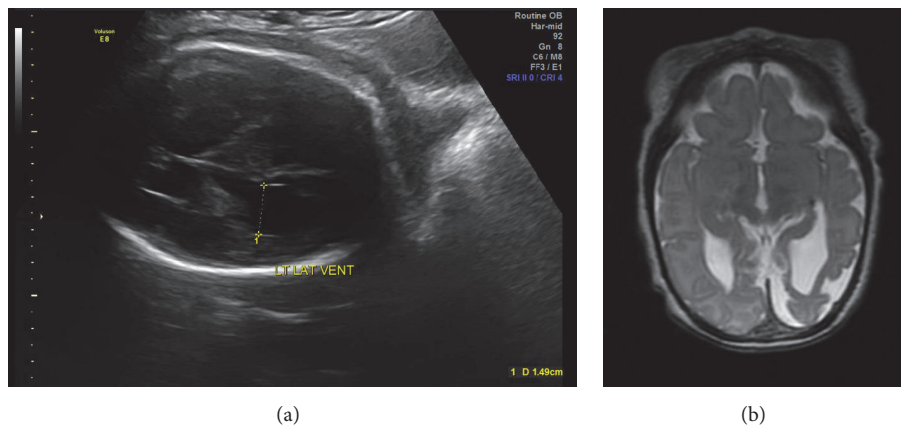 Voluson
E8
Routine OB
Har-mid
92
Gn 8
C6 / M8
FF3 / E1
SRI II 0 / CRI 4
1
LT LAT VENT
1 D 1.49cm
(a)
(b)